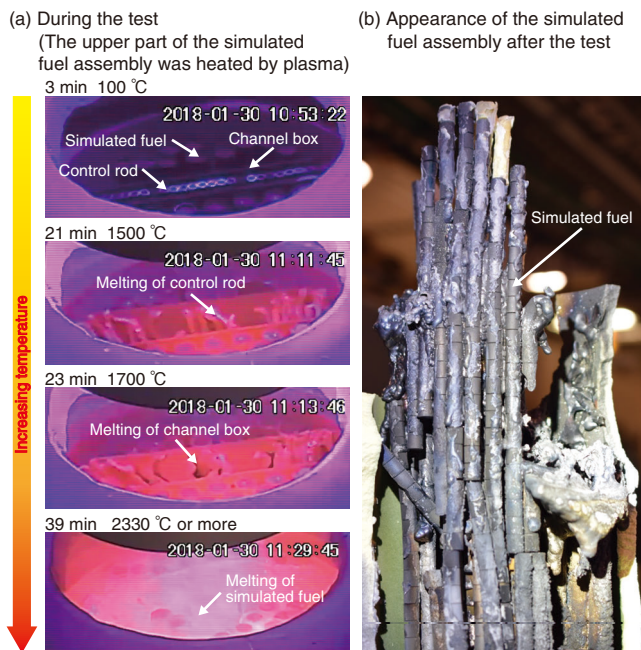 (a) During the test
(The upper part of the simulated
fuel assembly was heated by plasma)
3 min 100 ℃
2018-01-30 10:53:22
Simulated fuel
Channel box
Control rod
21 min 1500 ℃
2018-01-30 11:11:45
Melting of control rod
23 min 1700 ℃
2018-01-30 11:13:46
Melting of channel box
39 min 2330 ℃ or more
2018-01-30 11:29:45
Melting of
simulated fuel
Increasing temperature
(b) Appearance of the simulated
fuel assembly after the test
Simulated fuel